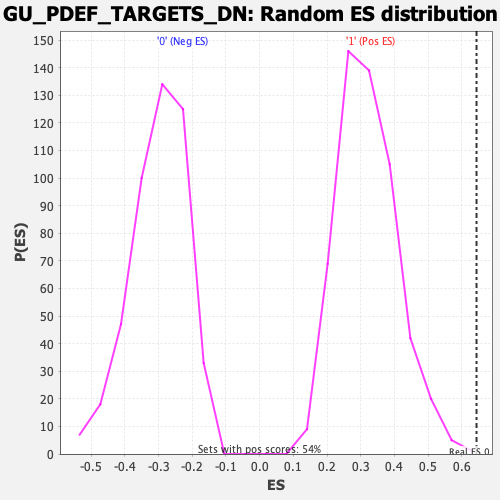 GU_PDEF_TARGETS_DN: Random ES distribution
'0' (Neg ES)
'1' (Pos ES)
150
140
130
120
110
100
90
80
70
60
50
40
30
20
10
0
P(ES)
Sets with pos scores: 54%
Real ES 0
-0.5 -0.4 -0.3 -0.2 -0.1 0.0 0.1 0.2 0.3 0.4 0.5 0.6
ES